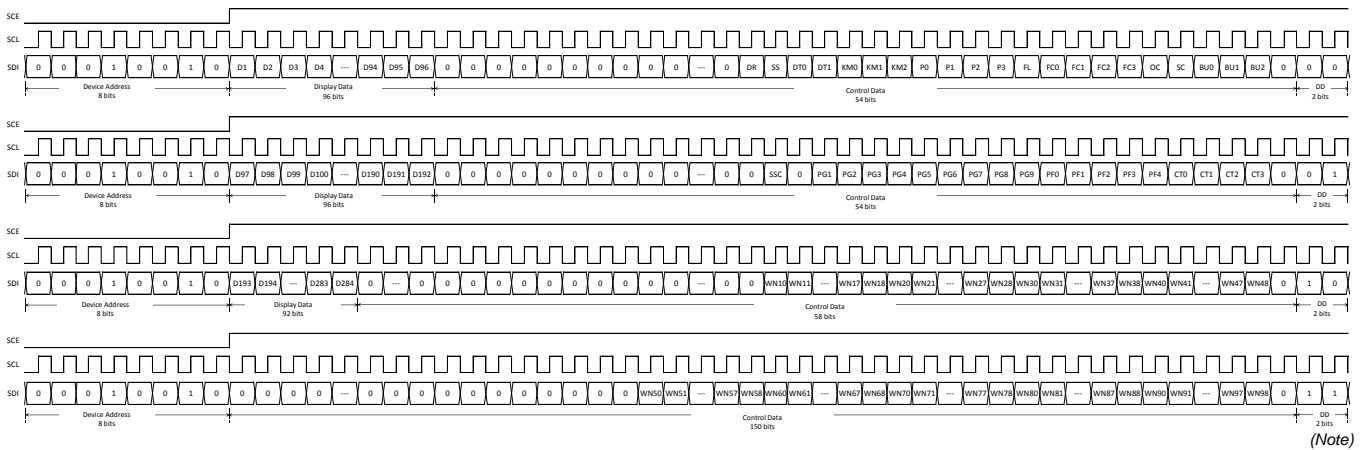 SCE
SCL
SDI 0 0 0 1 0 0 1 0 D1 D2 D3 D4 --- D94 D95 D96 0 0 0 0 0 0 0 0 0 0 --- 0 DR SS DT0 DT1 KM0 KM1 KM2 P0 P1 P2 P3 FL FC0 FC1 FC2 FC3 OC SC BU0 BU1 BU2 0 0 0
Device Address Display Data Control Data DD
8 bits 96 bits 54 bits 2 bits
SCE
SCL
SDI 0 0 0 1 0 0 1 0 D97 D98 D99 D100 --- D190 D191 D192 0 0 0 0 0 0 0 0 0 0 --- 0 0 SSC 0 PG1 PG2 PG3 PG4 PG5 PG6 PG7 PG8 PG9 PF0 PF1 PF2 PF3 PF4 CT0 CT1 CT2 CT3 0 0 1
Device Address Display Data Control Data DD
8 bits 96 bits 54 bits 2 bits
SCE
SCL
SDI 0 0 0 1 0 0 1 0 D193 D194 --- D283 D284 0 --- 0 0 0 0 0 0 0 0 0 0 0 --- 0 0 WN10 WN11 --- WN17 WN18 WN20 WN21 --- WN27 WN28 WN30 WN31 --- WN37 WN38 WN40 WN41 --- WN47 WN48 0 1 0
Device Address Display Data Control Data DD
8 bits 92 bits 58 bits 2 bits
SCE
SCL
SDI 0 0 0 1 0 0 1 0 0 0 0 0 --- 0 0 0 0 0 0 0 0 0 0 0 WN50 WN51 --- WN57 WN58 WN60 WN61 --- WN67 WN68 WN70 WN71 --- WN77 WN78 WN80 WN81 --- WN87 WN88 WN90 WN91 --- WN97 WN98 0 1 1
Device Address Control Data DD
8 bits 150 bits 2 bits
(Note)